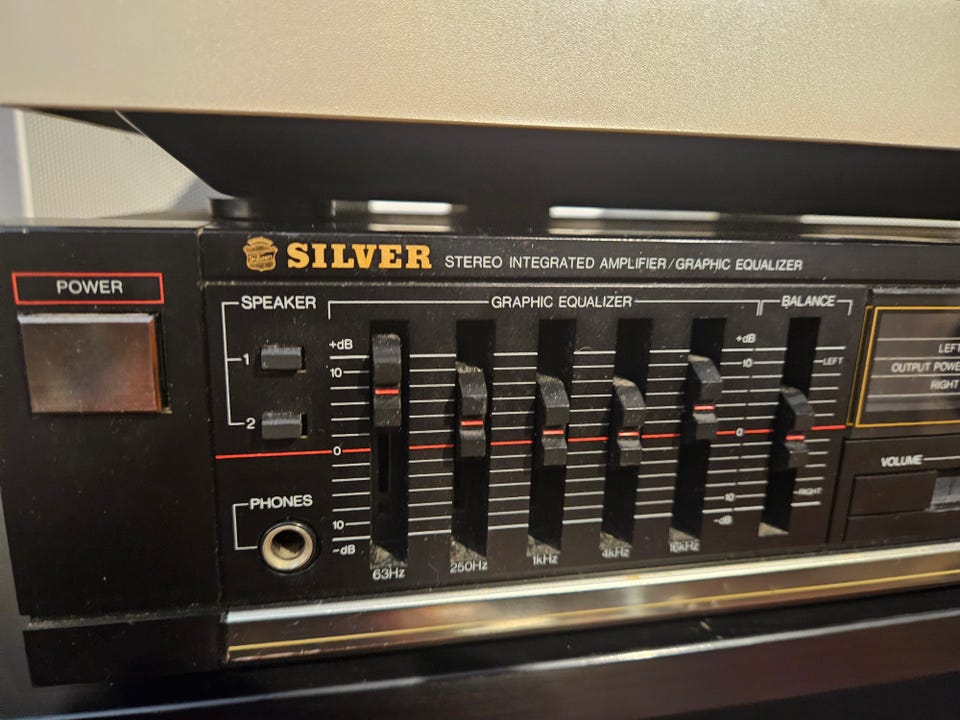 SILVER STEREO INTEGRATED AMPLIFIER/GRAPHIC EQUALIZER
POWER
SPEAKER
1
2
PHONES
GRAPHIC EQUALIZER
+dB +dB
10 10
0 0
10 10
-dB -dB
63Hz 250Hz 1kHz 4kHz 16kHz
BALANCE
LEFT
RIGHT
LEFT
OUTPUT POWE
RIGHT
VOLUME